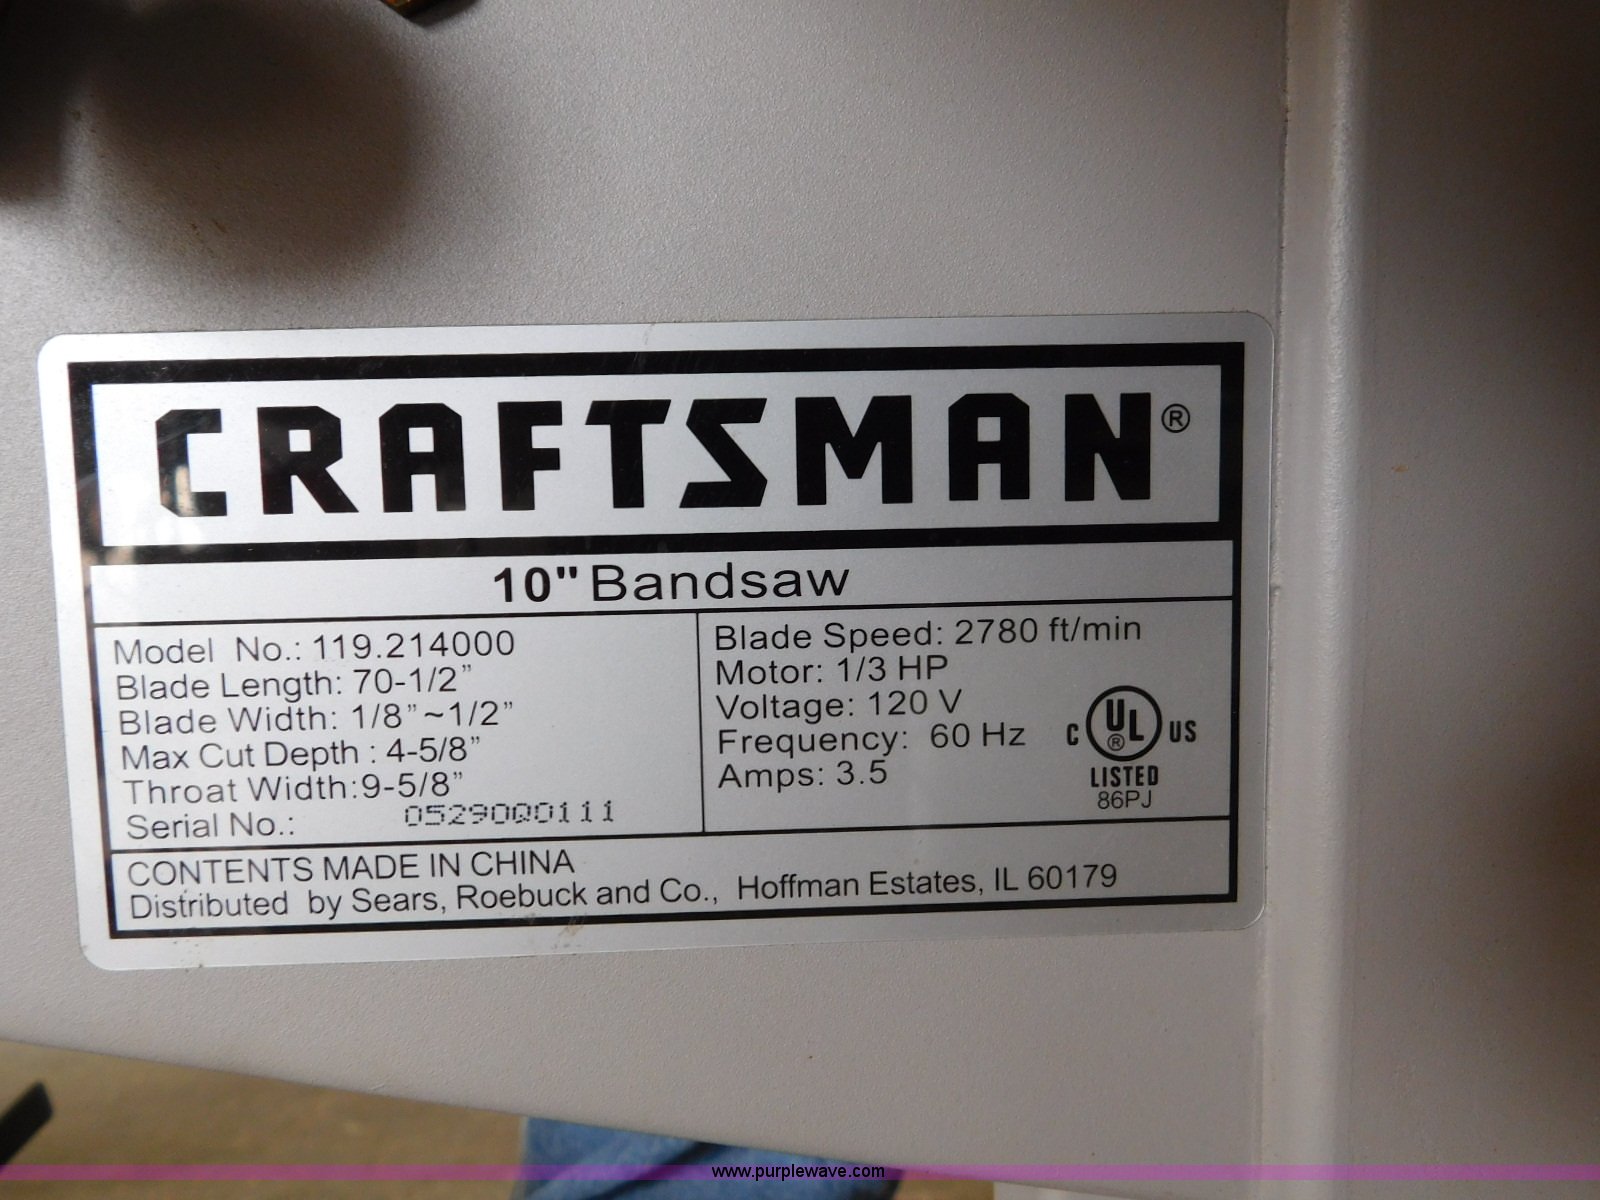 CRAFTSMAN®
10" Bandsaw
Model No.: 119.214000
Blade Length: 70-1/2"
Blade Width: 1/8"~1/2"
Max Cut Depth : 4-5/8"
Throat Width:9-5/8"
Serial No.: 05290Q0111
Blade Speed: 2780 ft/min
Motor: 1/3 HP
Voltage: 120 V
Frequency: 60 Hz
Amps: 3.5
C UL® US
LISTED
86PJ
CONTENTS MADE IN CHINA
Distributed by Sears, Roebuck and Co., Hoffman Estates, IL 60179
www.purplewave.com